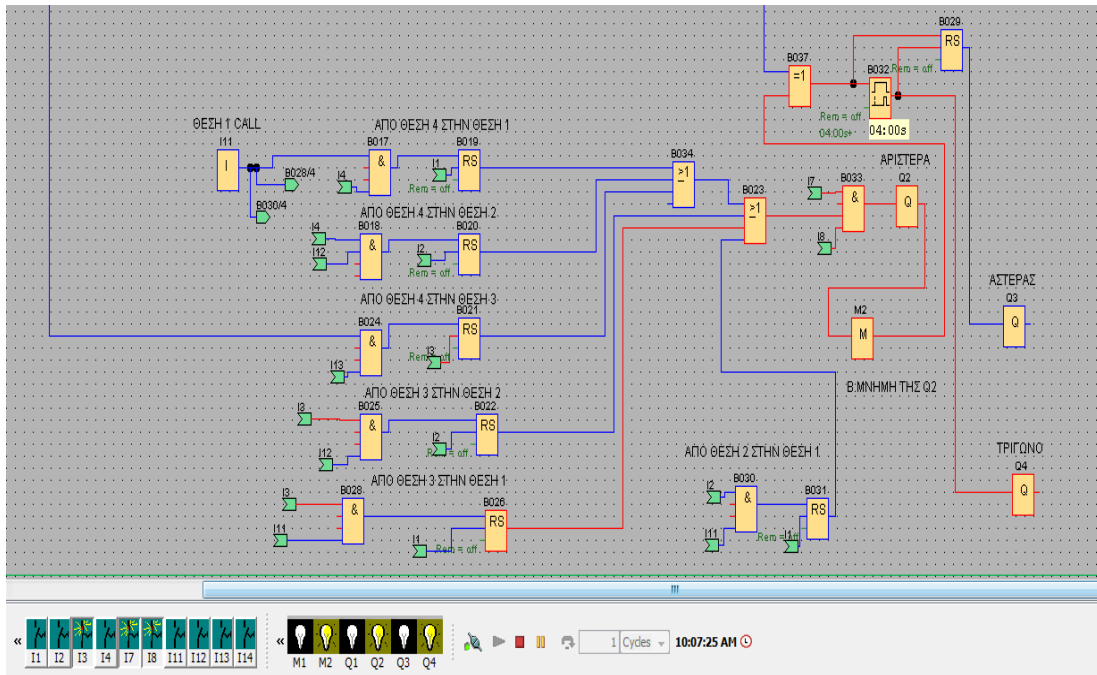 B029
RS
Rem = off
B037
=1
B032
Rem = off
04:00s+
04:00s
ΘΕΣΗ 1 CALL
I11
I
B028/4
B030/4
ΑΠΟ ΘΕΣΗ 4 ΣΤΗΝ ΘΕΣΗ 1
B017
&
I4
B019
RS
I1
Rem = off
B034
>1
ΑΡΙΣΤΕΡΑ
B033
&
I7
I8
Q2
Q
B023
>1
ΑΠΟ ΘΕΣΗ 4 ΣΤΗΝ ΘΕΣΗ 2
B018
&
I4
I12
B020
RS
I2
Rem = off
ΑΣΤΕΡΑΣ
Q3
Q
ΑΠΟ ΘΕΣΗ 4 ΣΤΗΝ ΘΕΣΗ 3
B024
&
I13
B021
RS
I3
Rem = off
M2
M
Β:ΜΝΗΜΗ ΤΗΣ Q2
ΑΠΟ ΘΕΣΗ 3 ΣΤΗΝ ΘΕΣΗ 2
B025
&
I3
I12
B022
RS
I2
Rem = off
ΑΠΟ ΘΕΣΗ 2 ΣΤΗΝ ΘΕΣΗ 1
B030
&
I2
I11
B031
RS
I1
Rem = off
ΤΡΙΓΩΝΟ
Q4
Q
ΑΠΟ ΘΕΣΗ 3 ΣΤΗΝ ΘΕΣΗ 1
B028
&
I3
I11
B026
RS
I1
Rem = off
« I1 I2 I3 I4 I7 I8 I11 I12 I13 I14 « M1 M2 Q1 Q2 Q3 Q4 1 Cycles 10:07:25 AM